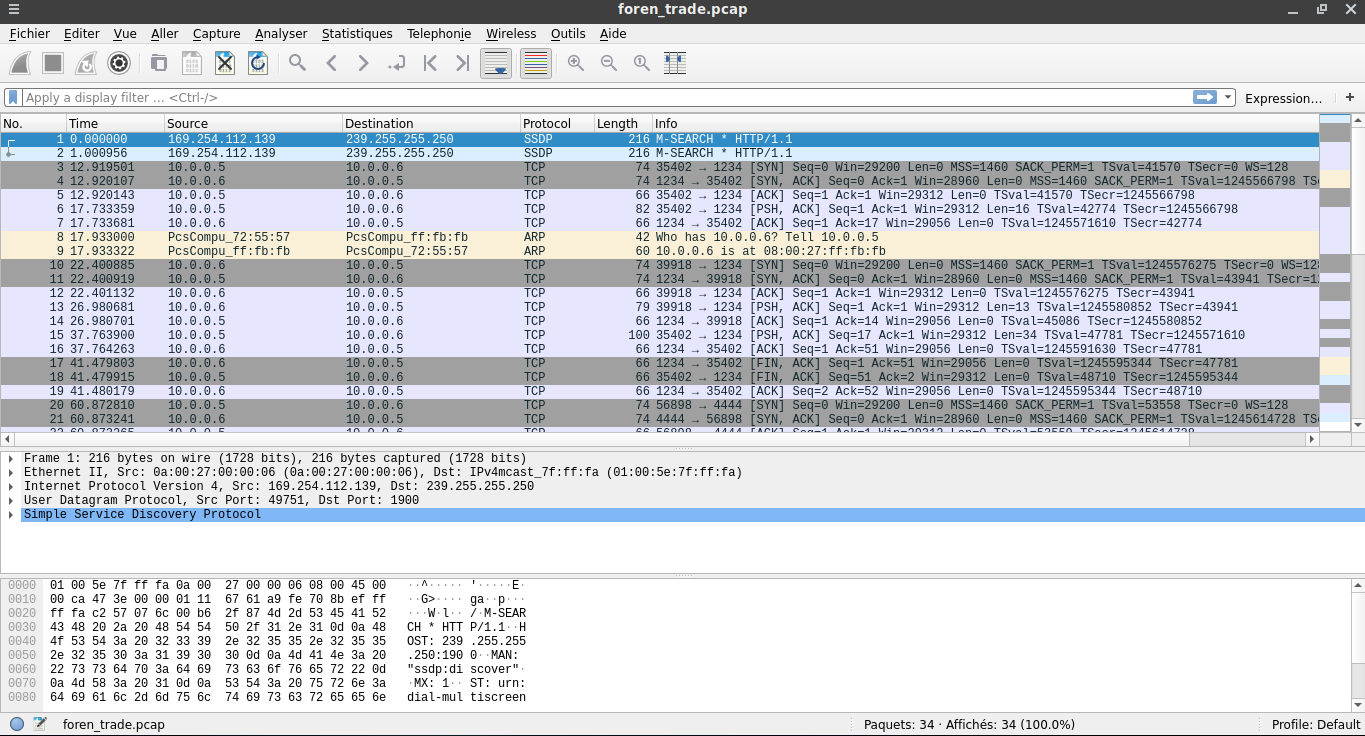 foren_trade.pcap
Fichier Editer Vue Aller Capture Analyser Statistiques Telephonie Wireless Outils Aide
Apply a display filter ... <Ctrl-/> Expression... +
No. Time Source Destination Protocol Length Info
1 0.000000 169.254.112.139 239.255.255.250 SSDP 216 M-SEARCH * HTTP/1.1
2 1.000956 169.254.112.139 239.255.255.250 SSDP 216 M-SEARCH * HTTP/1.1
3 12.919501 10.0.0.5 10.0.0.6 TCP 74 35402 → 1234 [SYN] Seq=0 Win=29200 Len=0 MSS=1460 SACK_PERM=1 TSval=41570 TSecr=0 WS=128
4 12.920107 10.0.0.6 10.0.0.5 TCP 74 1234 → 35402 [SYN, ACK] Seq=0 Ack=1 Win=28960 Len=0 MSS=1460 SACK_PERM=1 TSval=1245566798 TS
5 12.920143 10.0.0.5 10.0.0.6 TCP 66 35402 → 1234 [ACK] Seq=1 Ack=1 Win=29312 Len=0 TSval=41570 TSecr=1245566798
6 17.733359 10.0.0.5 10.0.0.6 TCP 82 35402 → 1234 [PSH, ACK] Seq=1 Ack=1 Win=29312 Len=16 TSval=42774 TSecr=1245566798
7 17.733681 10.0.0.6 10.0.0.5 TCP 66 1234 → 35402 [ACK] Seq=1 Ack=17 Win=29056 Len=0 TSval=1245571610 TSecr=42774
8 17.933000 PcsCompu_72:55:57 PcsCompu_ff:fb:fb ARP 42 Who has 10.0.0.6? Tell 10.0.0.5
9 17.933322 PcsCompu_ff:fb:fb PcsCompu_72:55:57 ARP 60 10.0.0.6 is at 08:00:27:ff:fb:fb
10 22.400885 10.0.0.6 10.0.0.5 TCP 74 39918 → 1234 [SYN] Seq=0 Win=29200 Len=0 MSS=1460 SACK_PERM=1 TSval=1245576275 TSecr=0 WS=128
11 22.400919 10.0.0.5 10.0.0.6 TCP 74 1234 → 39918 [SYN, ACK] Seq=0 Ack=1 Win=28960 Len=0 MSS=1460 SACK_PERM=1 TSval=43941 TSecr=1
12 22.401132 10.0.0.6 10.0.0.5 TCP 66 39918 → 1234 [ACK] Seq=1 Ack=1 Win=29312 Len=0 TSval=1245576275 TSecr=43941
13 26.980681 10.0.0.6 10.0.0.5 TCP 79 39918 → 1234 [PSH, ACK] Seq=1 Ack=1 Win=29312 Len=13 TSval=1245580852 TSecr=43941
14 26.980701 10.0.0.5 10.0.0.6 TCP 66 1234 → 39918 [ACK] Seq=1 Ack=14 Win=29056 Len=0 TSval=45086 TSecr=1245580852
15 37.763900 10.0.0.5 10.0.0.6 TCP 100 35402 → 1234 [PSH, ACK] Seq=17 Ack=1 Win=29312 Len=34 TSval=47781 TSecr=1245571610
16 37.764263 10.0.0.6 10.0.0.5 TCP 66 1234 → 35402 [ACK] Seq=1 Ack=51 Win=29056 Len=0 TSval=1245591630 TSecr=47781
17 41.479803 10.0.0.6 10.0.0.5 TCP 66 1234 → 35402 [FIN, ACK] Seq=1 Ack=51 Win=29056 Len=0 TSval=1245595344 TSecr=47781
18 41.479915 10.0.0.5 10.0.0.6 TCP 66 35402 → 1234 [FIN, ACK] Seq=51 Ack=2 Win=29312 Len=0 TSval=48710 TSecr=1245595344
19 41.480179 10.0.0.6 10.0.0.5 TCP 66 1234 → 35402 [ACK] Seq=2 Ack=52 Win=29056 Len=0 TSval=1245595344 TSecr=48710
20 60.872810 10.0.0.5 10.0.0.6 TCP 74 56898 → 4444 [SYN] Seq=0 Win=29200 Len=0 MSS=1460 SACK_PERM=1 TSval=53558 TSecr=0 WS=128
21 60.873241 10.0.0.6 10.0.0.5 TCP 74 4444 → 56898 [SYN, ACK] Seq=0 Ack=1 Win=28960 Len=0 MSS=1460 SACK_PERM=1 TSval=1245614728 TS
Frame 1: 216 bytes on wire (1728 bits), 216 bytes captured (1728 bits)
Ethernet II, Src: 0a:00:27:00:00:06 (0a:00:27:00:00:06), Dst: IPv4mcast_7f:ff:fa (01:00:5e:7f:ff:fa)
Internet Protocol Version 4, Src: 169.254.112.139, Dst: 239.255.255.250
User Datagram Protocol, Src Port: 49751, Dst Port: 1900
Simple Service Discovery Protocol
0000 01 00 5e 7f ff fa 0a 00 27 00 00 06 08 00 45 00 ··^····· '·····E·
0010 00 ca 47 3e 00 00 01 11 67 61 a9 fe 70 8b ef ff ··G>···· ga··p···
0020 ff fa c2 57 07 6c 00 b6 2f 87 4d 2d 53 45 41 52 ···W·l·· /·M-SEAR
0030 43 48 20 2a 20 48 54 54 50 2f 31 2e 31 0d 0a 48 CH * HTT P/1.1··H
0040 4f 53 54 3a 20 32 33 39 2e 32 35 35 2e 32 35 35 OST: 239 .255.255
0050 2e 32 35 30 3a 31 39 30 30 0d 0a 4d 41 4e 3a 20 .250:190 0··MAN:
0060 22 73 73 64 70 3a 64 69 73 63 6f 76 65 72 22 0d "ssdp:di scover"·
0070 0a 4d 58 3a 20 31 0d 0a 53 54 3a 20 75 72 6e 3a ·MX: 1·· ST: urn:
0080 64 69 61 6c 2d 6d 75 6c 74 69 73 63 72 65 65 6e dial-mul tiscreen
foren_trade.pcap Paquets: 34 · Affichés: 34 (100.0%) Profile: Default